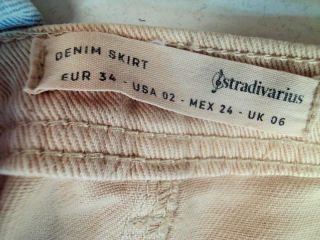 DENIM SKIRT
stradivarius
EUR 34 - USA 02 - MEX 24 - UK 06